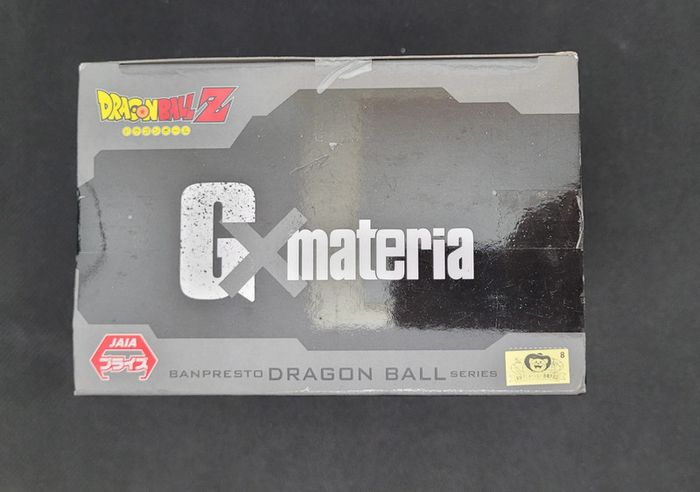 DRAGON BALL Z
ドラゴンボール
G×materia
JAIA
プライズ
BANPRESTO DRAGON BALL SERIES
8